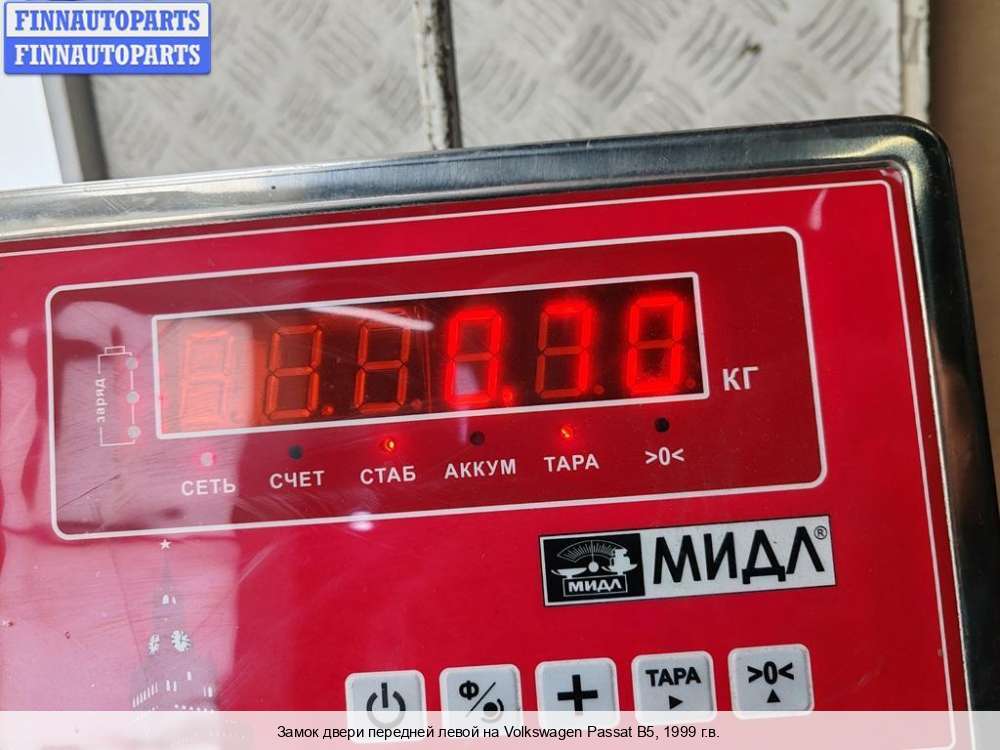 FINNAUTOPARTS
FINNAUTOPARTS
заряд
0.70
КГ
СЕТЬ СЧЕТ СТАБ АККУМ ТАРА >0<
МИДЛ МИДЛ®
Ф
ТАРА
>0<
Замок двери передней левой на Volkswagen Passat B5, 1999 г.в.